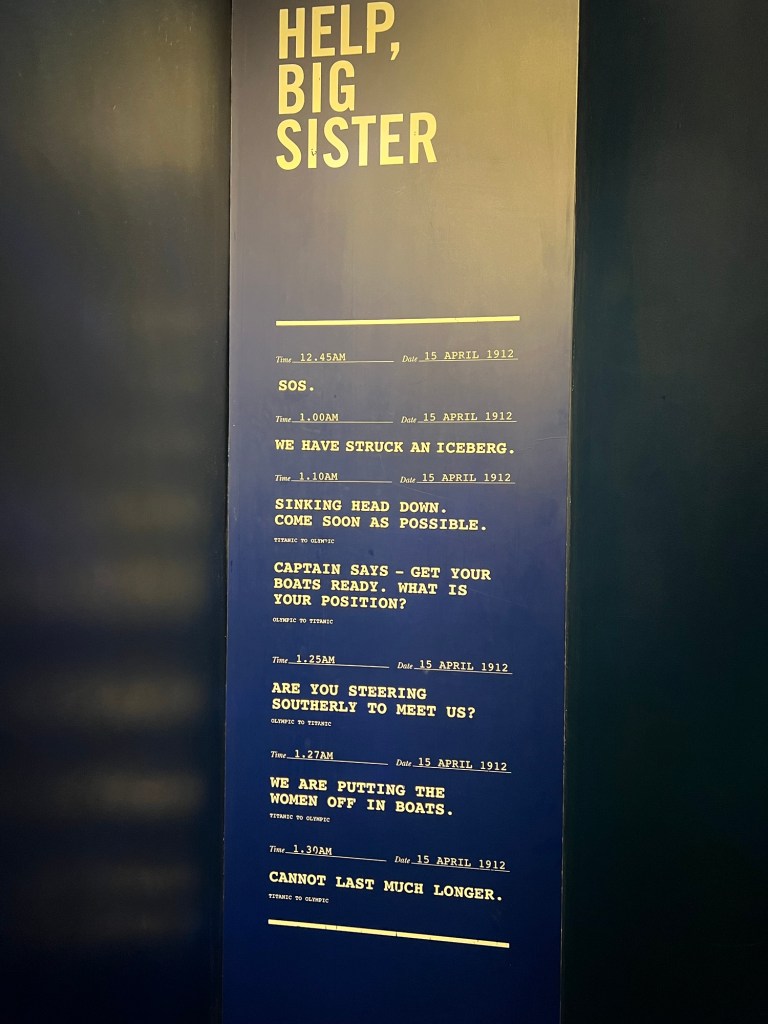 HELP,
BIG
SISTER
Time 12.45AM Date 15 APRIL 1912
SOS.
Time 1.00AM Date 15 APRIL 1912
WE HAVE STRUCK AN ICEBERG.
Time 1.10AM Date 15 APRIL 1912
SINKING HEAD DOWN.
COME SOON AS POSSIBLE.
TITANIC TO OLYMPIC
CAPTAIN SAYS – GET YOUR
BOATS READY. WHAT IS
YOUR POSITION?
OLYMPIC TO TITANIC
Time 1.25AM Date 15 APRIL 1912
ARE YOU STEERING
SOUTHERLY TO MEET US?
OLYMPIC TO TITANIC
Time 1.27AM Date 15 APRIL 1912
WE ARE PUTTING THE
WOMEN OFF IN BOATS.
TITANIC TO OLYMPIC
Time 1.30AM Date 15 APRIL 1912
CANNOT LAST MUCH LONGER.
TITANIC TO OLYMPIC